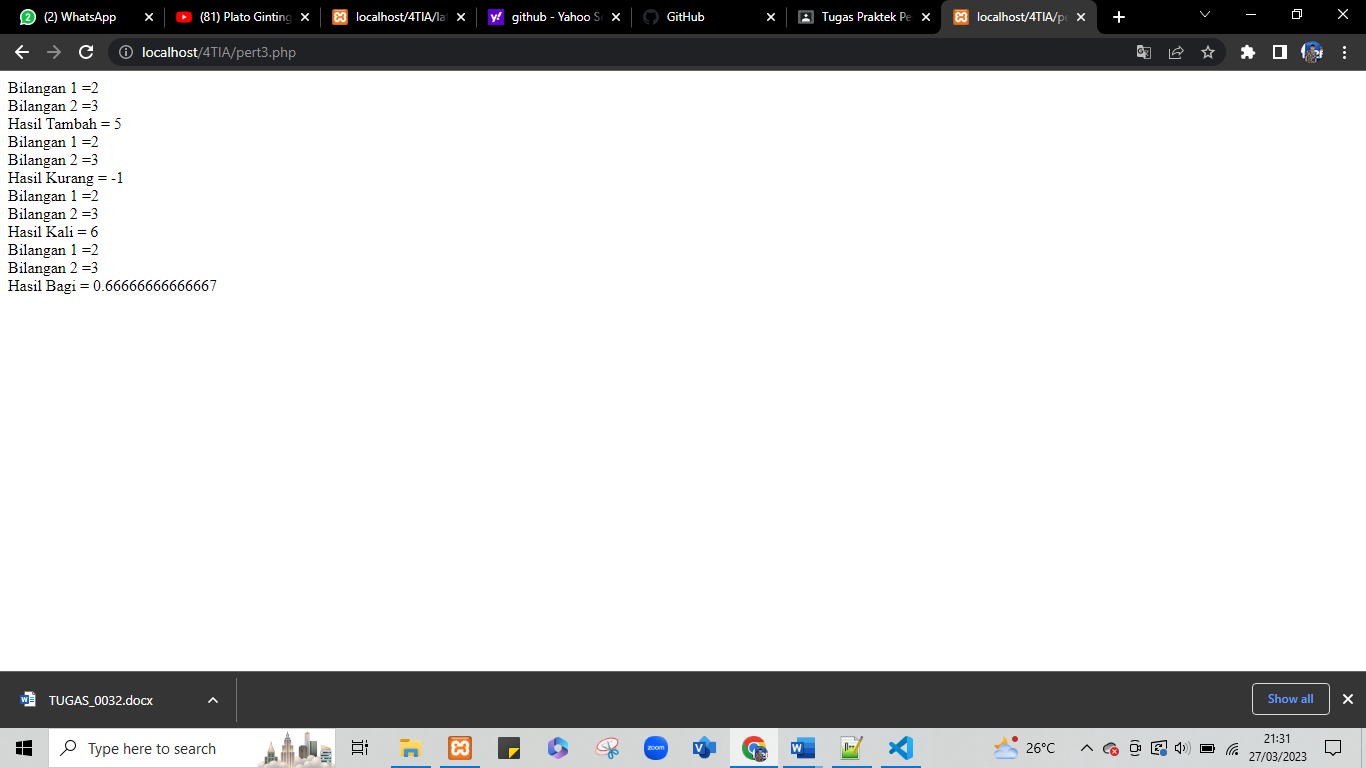 (2) WhatsApp
(81) Plato Ginting
localhost/4TIA/la
github - Yahoo S
GitHub
Tugas Praktek Pe
localhost/4TIA/pe
localhost/4TIA/pert3.php
Bilangan 1 =2
Bilangan 2 =3
Hasil Tambah = 5
Bilangan 1 =2
Bilangan 2 =3
Hasil Kurang = -1
Bilangan 1 =2
Bilangan 2 =3
Hasil Kali = 6
Bilangan 1 =2
Bilangan 2 =3
Hasil Bagi = 0.66666666666667
TUGAS_0032.docx
Show all
Type here to search
zoom
26°C
21:31
27/03/2023